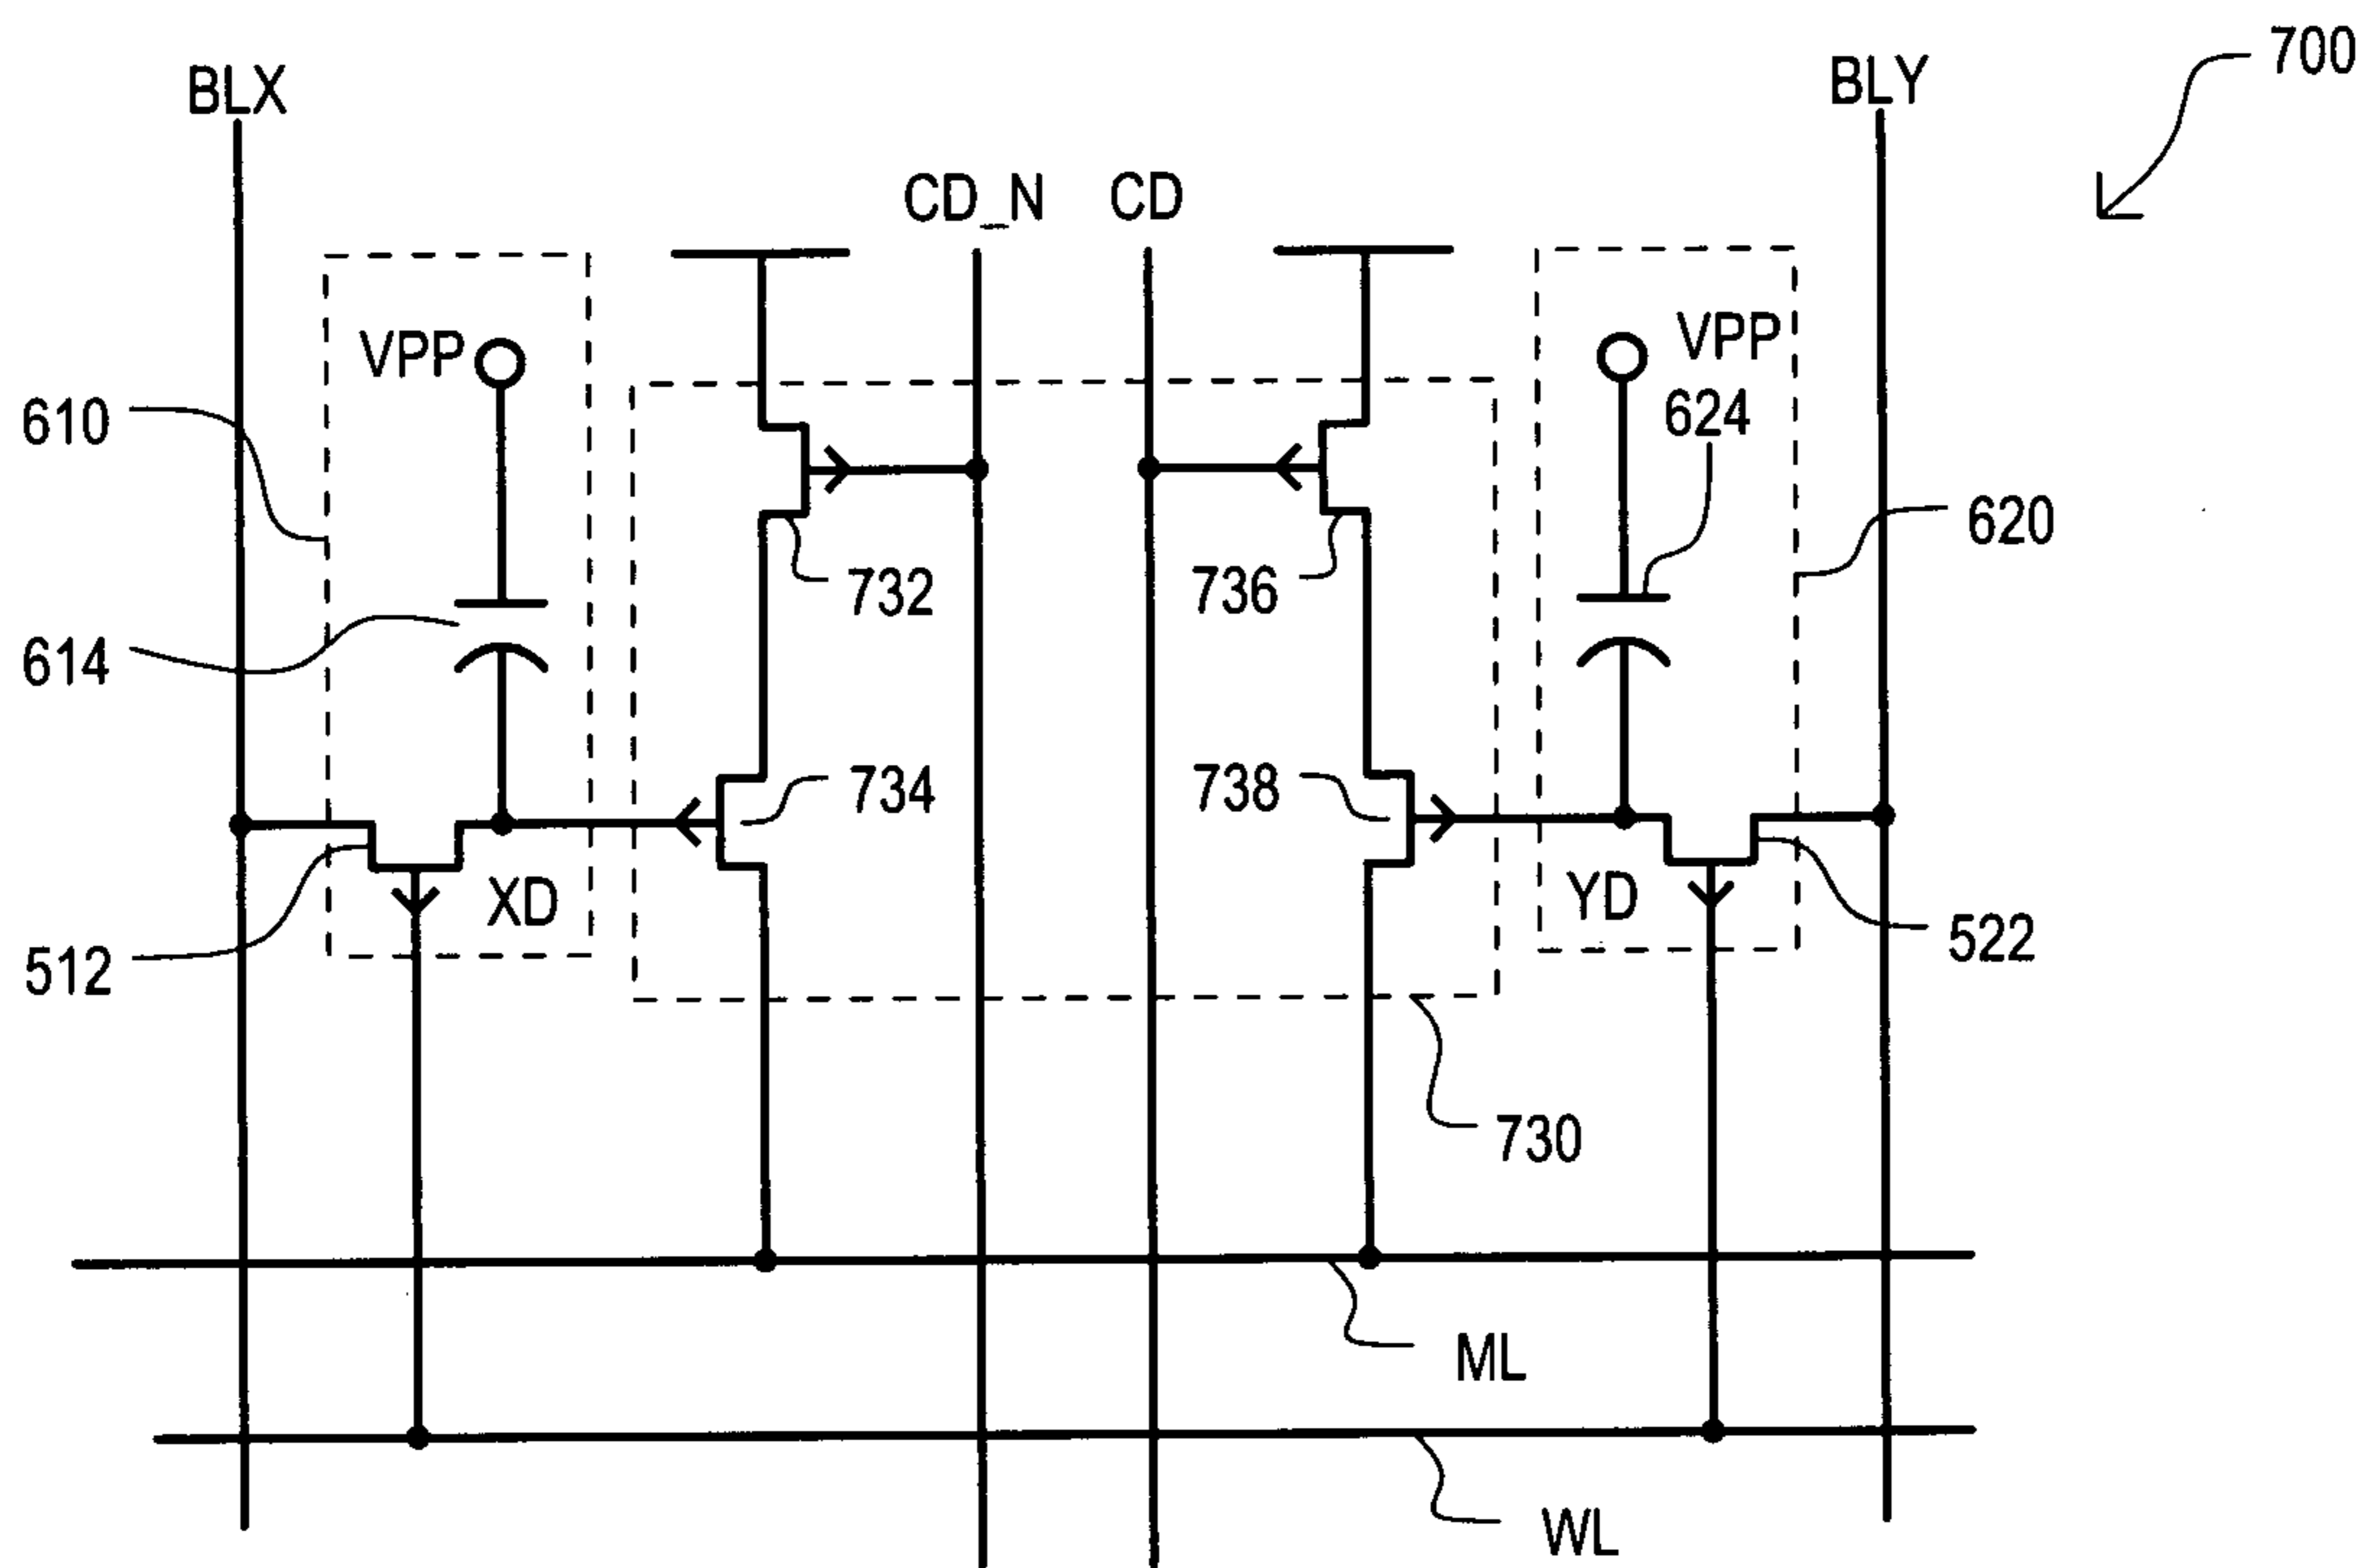 700
BLX
BLY
CD_N
CD
VPP
VPP
624
610
620
732
736
614
734
738
XD
YD
512
522
730
ML
WL